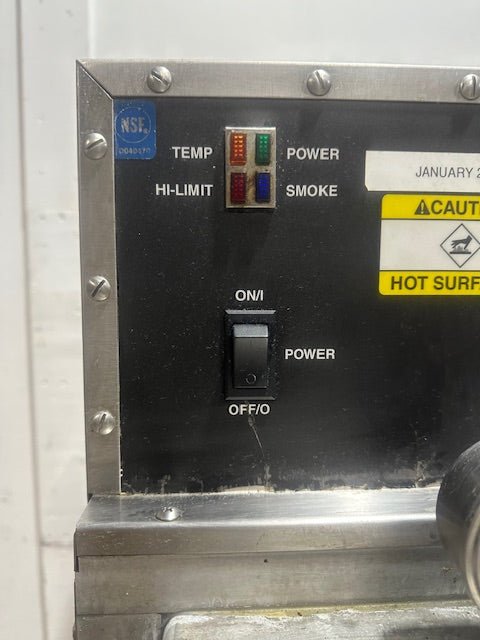 NSF®
TEMP POWER
JANUARY 2
HI-LIMIT SMOKE
CAUT
HOT SURF
ON/I
POWER
OFF/O